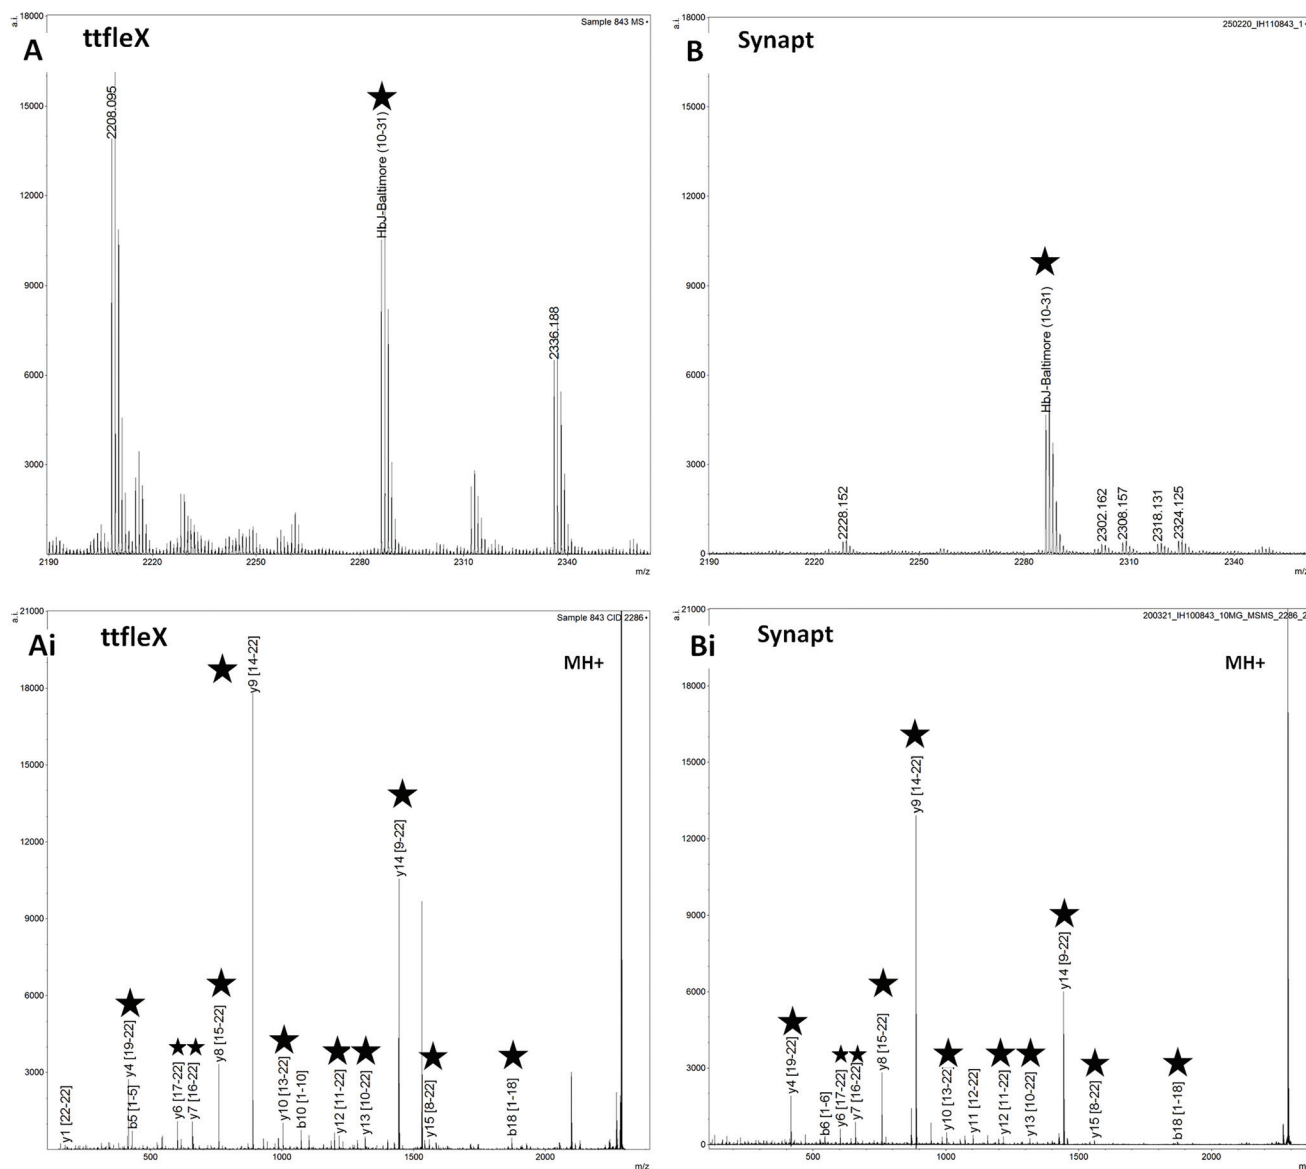 a.i.
18000
Sample 843 MS
A
ttfleX
15000
12000
9000
6000
3000
2208.095
HbJ-Baltimore (10-31)
2336.188
2190
2220
2250
2280
2310
2340
m/z
a.i.
18000
250220_IH110843_1
B
Synapt
15000
12000
9000
6000
3000
2228.152
HbJ-Baltimore (10-31)
2302.162
2308.157
2318.131
2324.125
2190
2220
2250
2280
2310
2340
m/z
a.i.
21000
Sample 843 CID 2286
Ai
ttfleX
MH+
18000
15000
12000
9000
6000
3000
y1 [22-22]
y4 [19-22]
b5 [1-5]
y6 [17-22]
y7 [16-22]
y8 [15-22]
y9 [14-22]
y10 [13-22]
b10 [1-10]
y12 [11-22]
y13 [10-22]
y14 [9-22]
y15 [8-22]
b18 [1-18]
500
1000
1500
2000
m/z
a.i.
21000
200321_IH100843_10MG_MSMS_2286_2
Bi
Synapt
MH+
18000
15000
12000
9000
6000
3000
y4 [19-22]
b6 [1-6]
y6 [17-22]
y7 [16-22]
y8 [15-22]
y9 [14-22]
y10 [13-22]
y11 [12-22]
y12 [11-22]
y13 [10-22]
y14 [9-22]
y15 [8-22]
b18 [1-18]
500
1000
1500
2000
m/z